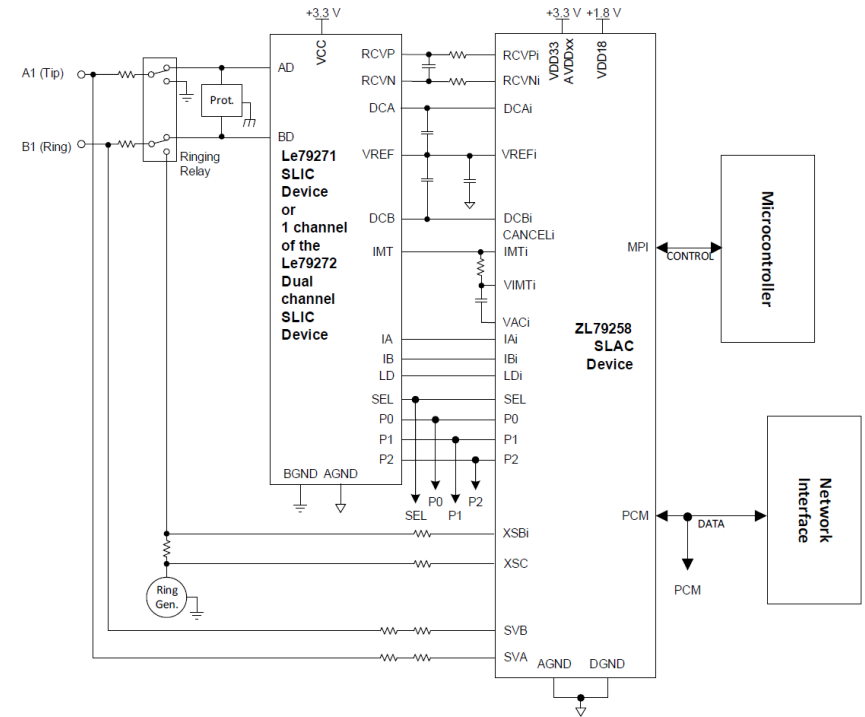 +3.3 V
+3.3 V +1.8 V
VCC
VDD33
AVDDxx
VDD18
A1 (Tip)
B1 (Ring)
Prot.
Ringing
Relay
AD
BD
Le79271
SLIC
Device
or
1 channel
of the
Le79272
Dual
channel
SLIC
Device
RCVP
RCVN
DCA
VREF
DCB
IMT
IA
IB
LD
SEL
P0
P1
P2
BGND AGND
SEL
P0
P1
P2
RCVPi
RCVNi
DCAi
VREFi
DCBi
CANCELi
IMTi
VIMTi
VACi
IAi
IBi
LDi
SEL
P0
P1
P2
XSBi
XSC
SVB
SVA
ZL79258
SLAC
Device
MPI
PCM
AGND
DGND
CONTROL
Microcontroller
DATA
PCM
Network
Interface
Ring
Gen.